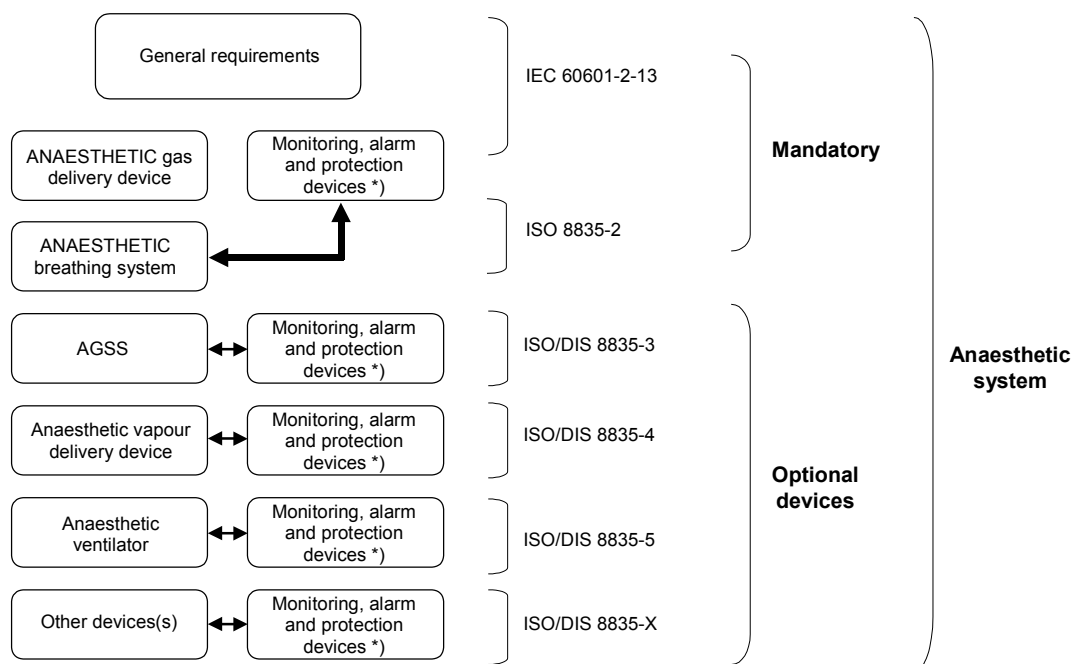 General requirements
IEC 60601-2-13
ANAESTHETIC gas
delivery device
Monitoring, alarm
and protection
devices *)
Mandatory
ANAESTHETIC
breathing system
ISO 8835-2
AGSS
Monitoring, alarm
and protection
devices *)
ISO/DIS 8835-3
Anaesthetic
system
Anaesthetic vapour
delivery device
Monitoring, alarm
and protection
devices *)
ISO/DIS 8835-4
Optional
devices
Anaesthetic
ventilator
Monitoring, alarm
and protection
devices *)
ISO/DIS 8835-5
Other devices(s)
Monitoring, alarm
and protection
devices *)
ISO/DIS 8835-X